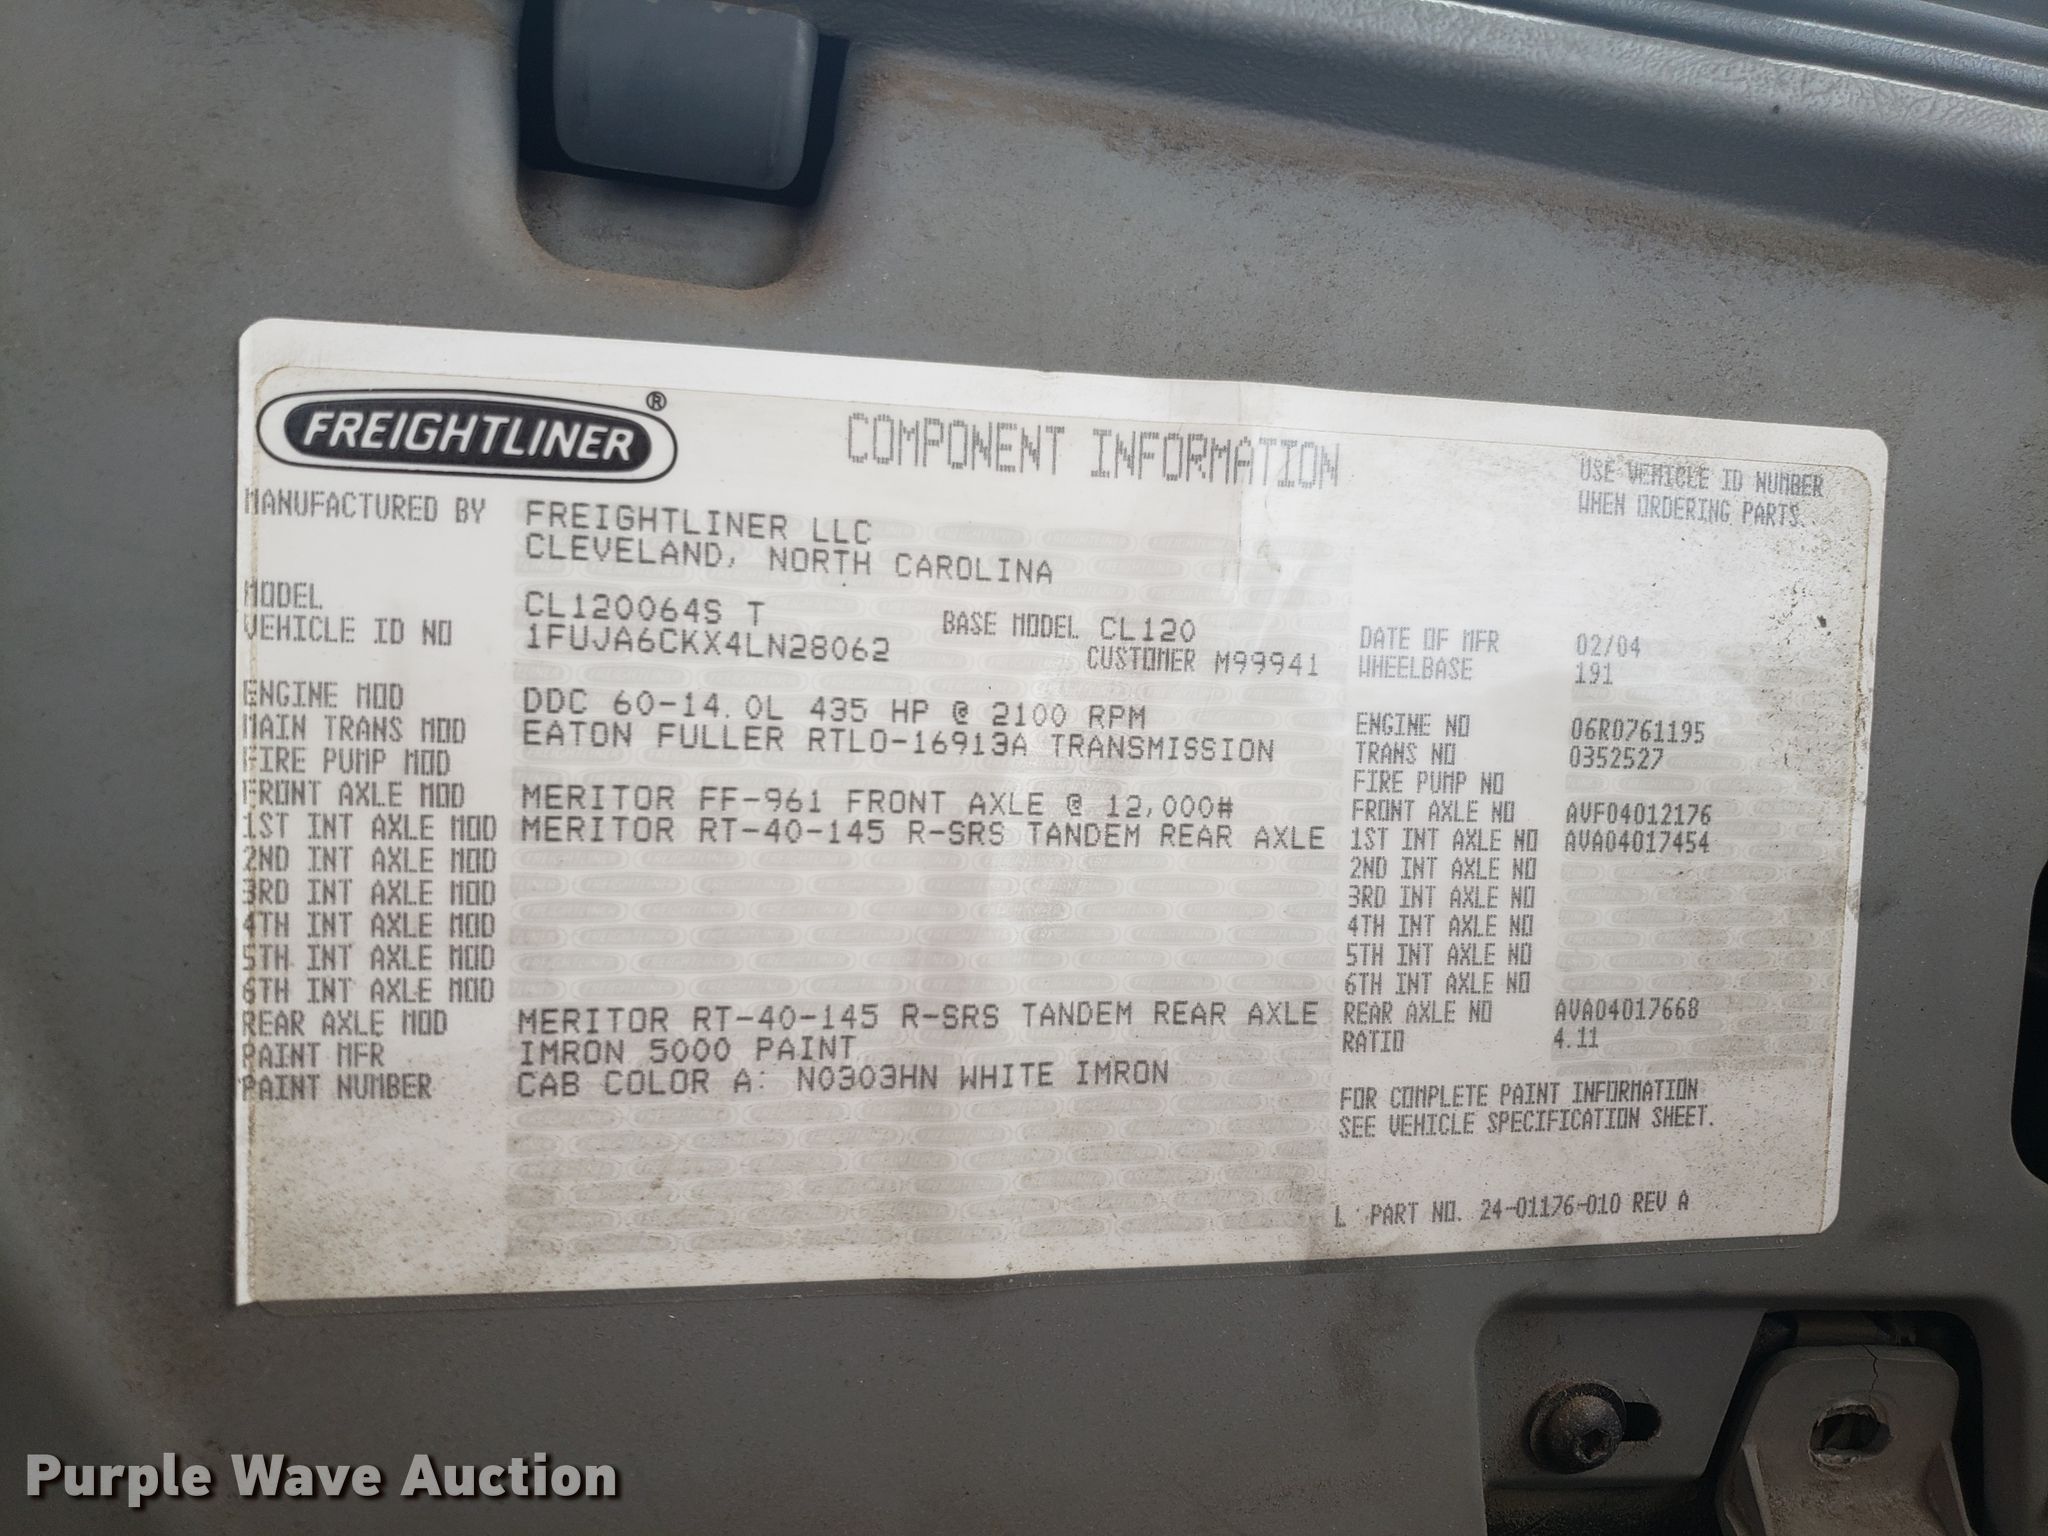 FREIGHTLINER®
COMPONENT INFORMATION
USE VEHICLE ID NUMBER
WHEN ORDERING PARTS.
MANUFACTURED BY FREIGHTLINER LLC
CLEVELAND, NORTH CAROLINA
MODEL CL120064S T BASE MODEL CL120
VEHICLE ID NO 1FUJA6CKX4LN28062 CUSTOMER M99941
DATE OF MFR 02/04
WHEELBASE 191
ENGINE MOD DDC 60-14.0L 435 HP @ 2100 RPM ENGINE NO 06R0761195
MAIN TRANS MOD EATON FULLER RTLO-16913A TRANSMISSION TRANS NO 0352527
FIRE PUMP MOD FIRE PUMP NO
FRONT AXLE MOD MERITOR FF-961 FRONT AXLE @ 12,000# FRONT AXLE NO AVF04012176
1ST INT AXLE MOD MERITOR RT-40-145 R-SRS TANDEM REAR AXLE 1ST INT AXLE NO AVA04017454
2ND INT AXLE MOD 2ND INT AXLE NO
3RD INT AXLE MOD 3RD INT AXLE NO
4TH INT AXLE MOD 4TH INT AXLE NO
5TH INT AXLE MOD 5TH INT AXLE NO
6TH INT AXLE MOD 6TH INT AXLE NO
REAR AXLE MOD MERITOR RT-40-145 R-SRS TANDEM REAR AXLE REAR AXLE NO AVA04017668
PAINT MFR IMRON 5000 PAINT RATIO 4.11
PAINT NUMBER CAB COLOR A: N0303HN WHITE IMRON
FOR COMPLETE PAINT INFORMATION
SEE VEHICLE SPECIFICATION SHEET.
L PART NO. 24-01176-010 REV A
Purple Wave Auction